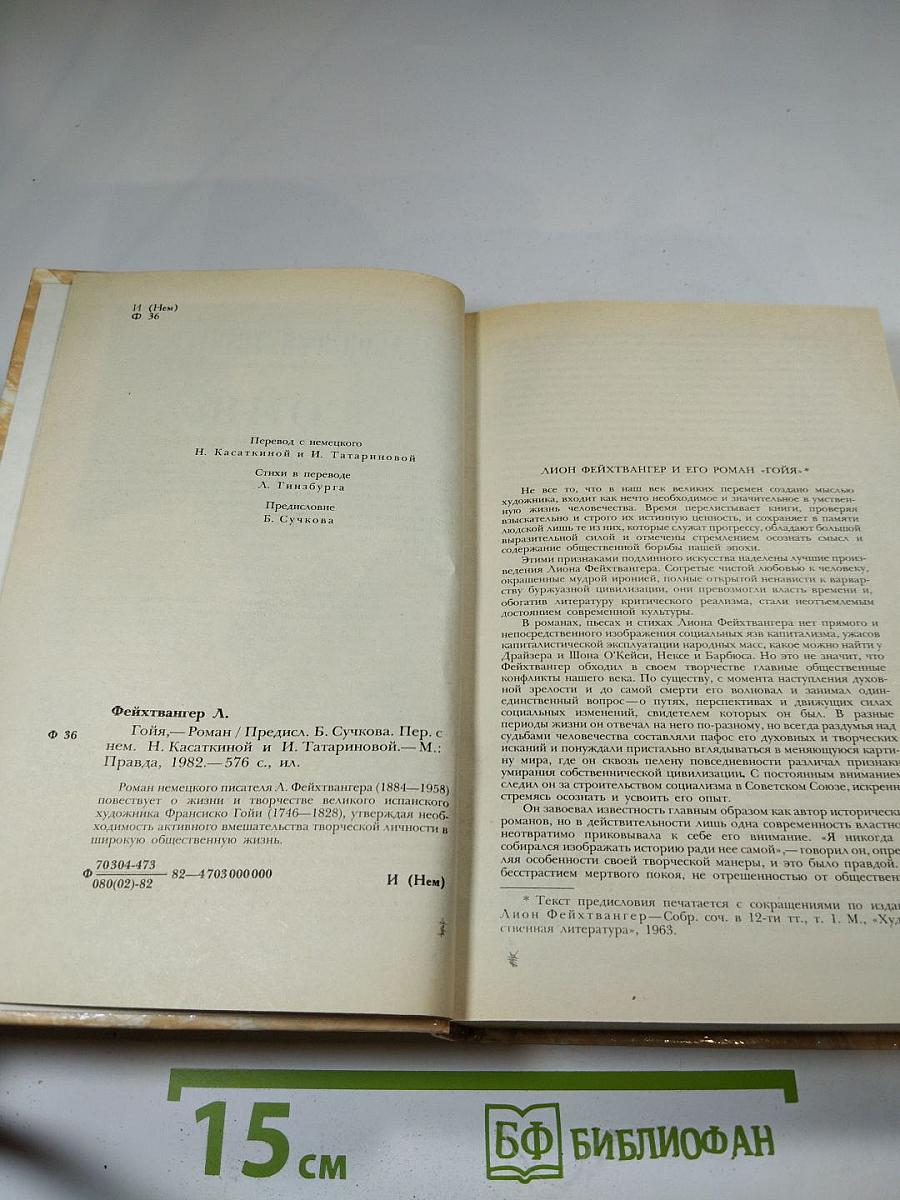 И (Нем)
Ф 36
Перевод с немецкого
Н. Касаткиной и И. Татариновой
Стихи в переводе
Л. Гинзбурга
Предисловие
Б. Сучкова
Фейхтвангер Л.
Ф 36
Гойя,— Роман / Предисл. Б. Сучкова. Пер. с
нем. Н. Касаткиной и И. Татариновой.— М.:
Правда, 1982.— 576 с., ил.
Роман немецкого писателя Л. Фейхтвангера (1884—1958)
повествует о жизни и творчестве великого испанского
художника Франсиско Гойи (1746—1828), утверждая необ-
ходимость активного вмешательства творческой личности в
широкую общественную жизнь.
Ф 70304-473
080(02)-82 82—4703000000
И (Нем)
ЛИОН ФЕЙХТВАНГЕР И ЕГО РОМАН «ГОЙЯ»*
Не все то, что в наш век великих перемен создано мыслью
художника, входит как нечто необходимое и значительное в умствен-
ную жизнь человечества. Время перелистывает книги, проверяя
взыскательно и строго их истинную ценность, и сохраняет в памяти
людской лишь те из них, которые служат прогрессу, обладают большой
выразительной силой и отмечены стремлением осознать смысл и
содержание общественной борьбы нашей эпохи.
Этими признаками подлинного искусства наделены лучшие произ-
ведения Лиона Фейхтвангера. Согретые чистой любовью к человеку,
окрашенные мудрой иронией, полные открытой ненависти к варвар-
ству буржуазной цивилизации, они превозмогли власть времени и,
обогатив литературу критического реализма, стали неотъемлемым
достоянием современной культуры.
В романах, пьесах и стихах Лиона Фейхтвангера нет прямого и
непосредственного изображения социальных язв капитализма, ужасов
капиталистической эксплуатации народных масс, какое можно найти у
Драйзера и Шона О'Кейси, Нексе и Барбюса. Но это не значит, что
Фейхтвангер обходил в своем творчестве главные общественные
конфликты нашего века. По существу, с момента наступления духов-
ной зрелости и до самой смерти его волновал и занимал один-
единственный вопрос—о путях, перспективах и движущих силах
социальных изменений, свидетелем которых он был. В разные
периоды жизни он отвечал на него по-разному, но всегда раздумья над
судьбами человечества составляли пафос его духовных и творческих
исканий и понуждали пристально вглядываться в меняющуюся карти-
ну мира, где он сквозь пелену повседневности различал признаки
умирания собственнической цивилизации. С постоянным вниманием
следил он за строительством социализма в Советском Союзе, искренн
стремясь осознать и усвоить его опыт.
Он завоевал известность главным образом как автор историческ
романов, но в действительности лишь одна современность властно
неотвратимо приковывала к себе его внимание. «Я никогда
собирался изображать историю ради нее самой»,— говорил он, опре
ляя особенности своей творческой манеры, и это было правдой.
бесстрастием мертвого покоя, не отрешенностью от обществен
* Текст предисловия печатается с сокращениями по изда
Лион Фейхтвангер—Собр. соч. в 12-ти тт., т. 1. М., «Худ
ственная литература», 1963.
15 см
БФ БИБЛИОФАН